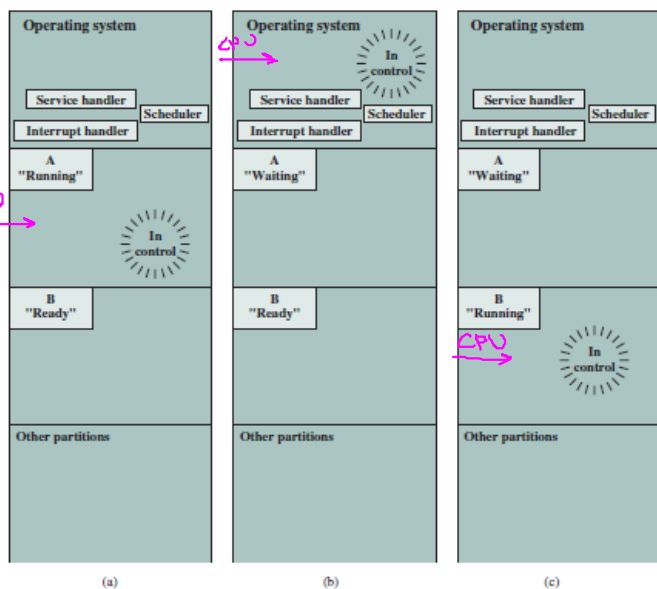 Operating system
Service handler
Scheduler
Interrupt handler
A
"Running"
In
control
B
"Ready"
Other partitions
(a)
CPU
Operating system
In
control
Service handler
Scheduler
Interrupt handler
A
"Waiting"
B
"Ready"
Other partitions
(b)
Operating system
Service handler
Scheduler
Interrupt handler
A
"Waiting"
B
"Running"
CPU
In
control
Other partitions
(c)